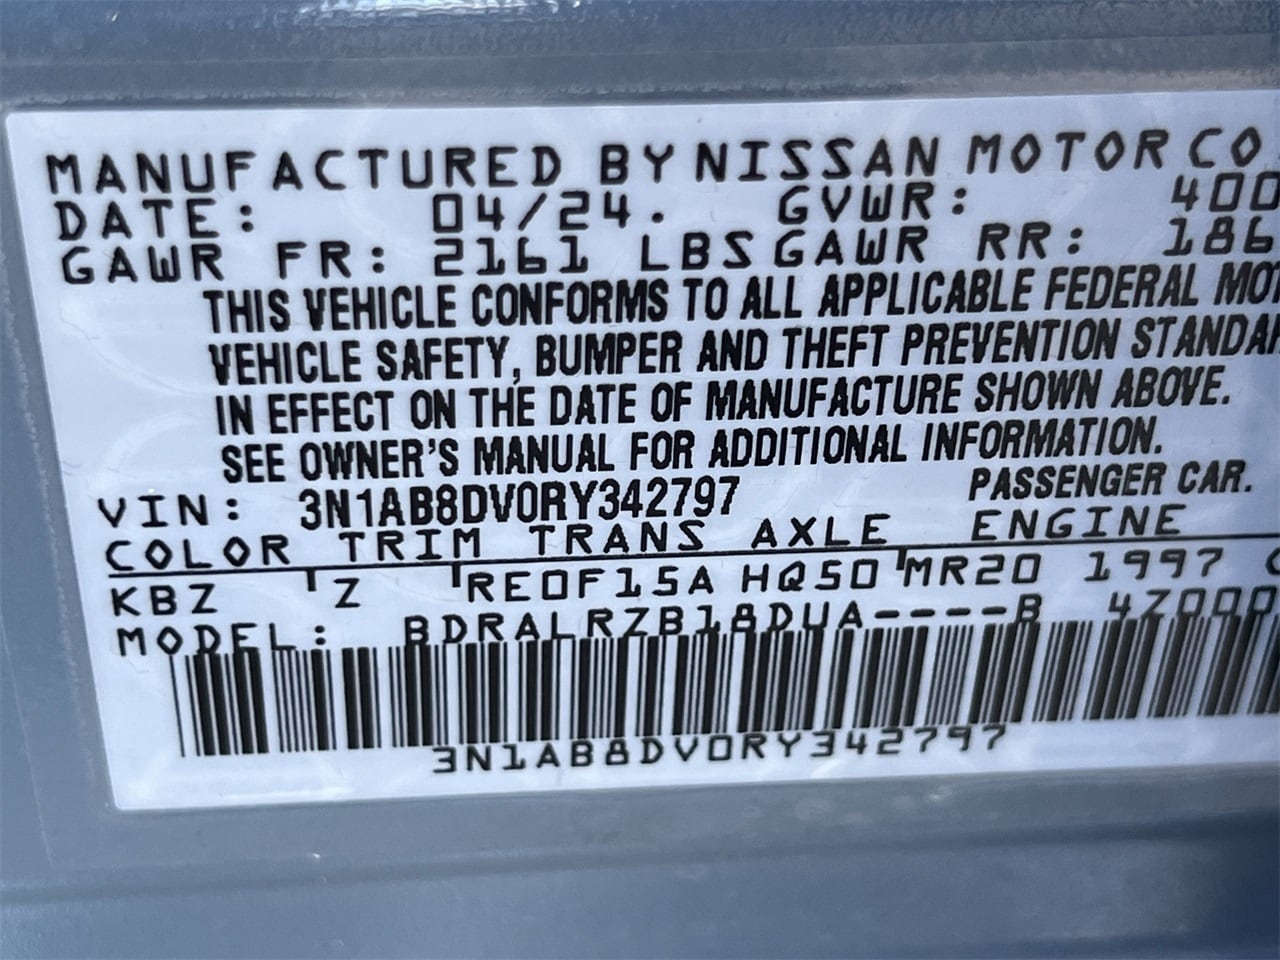 MANUFACTURED BY NISSAN MOTOR CO
DATE: 04/24. GVWR: 400
GAWR FR: 2161 LBS GAWR RR: 186
THIS VEHICLE CONFORMS TO ALL APPLICABLE FEDERAL MOT
VEHICLE SAFETY, BUMPER AND THEFT PREVENTION STANDAR
IN EFFECT ON THE DATE OF MANUFACTURE SHOWN ABOVE.
SEE OWNER'S MANUAL FOR ADDITIONAL INFORMATION.
VIN: 3N1AB8DV0RY342797 PASSENGER CAR.
COLOR TRIM TRANS AXLE ENGINE
KBZ Z RE0F15A HQ50 MR20 1997
MODEL: BDRALRZB18DUA----B 4Z000
3N1AB8DV0RY342797